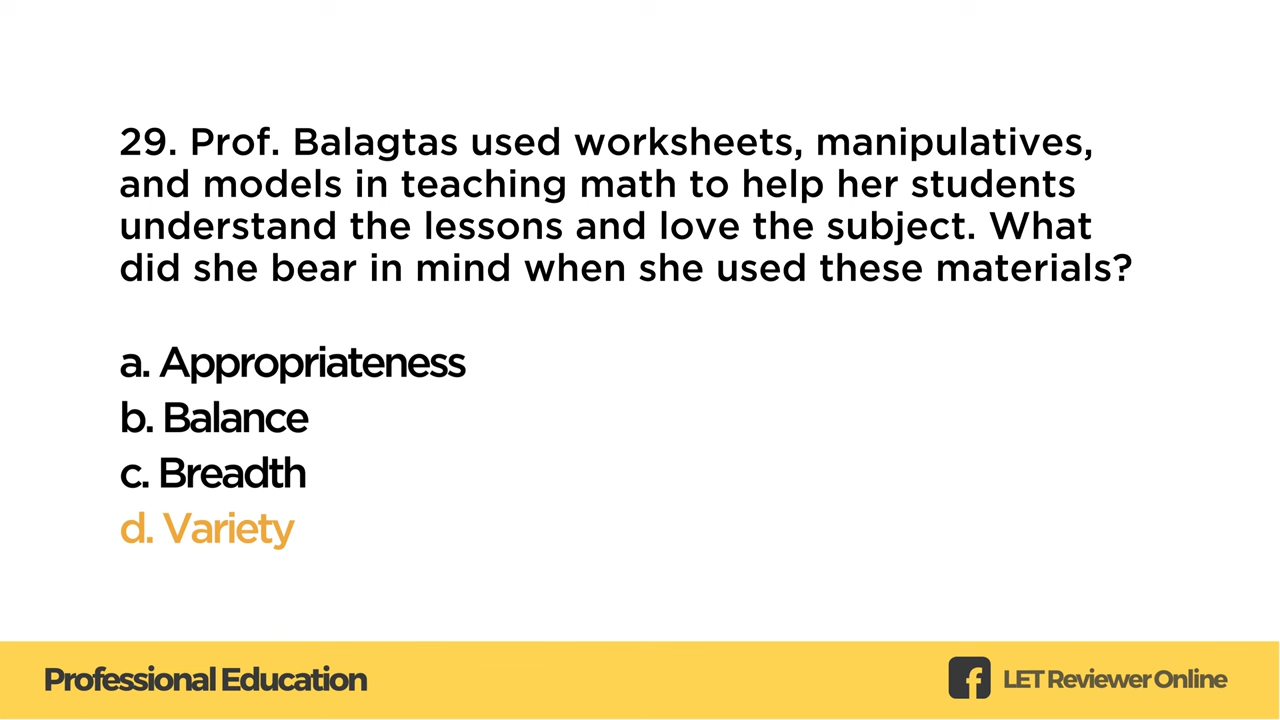 29. Prof. Balagtas used worksheets, manipulatives,
and models in teaching math to help her students
understand the lessons and love the subject. What
did she bear in mind when she used these materials?
a. Appropriateness
b. Balance
c. Breadth
d. Variety
Professional Education
LET Reviewer Online